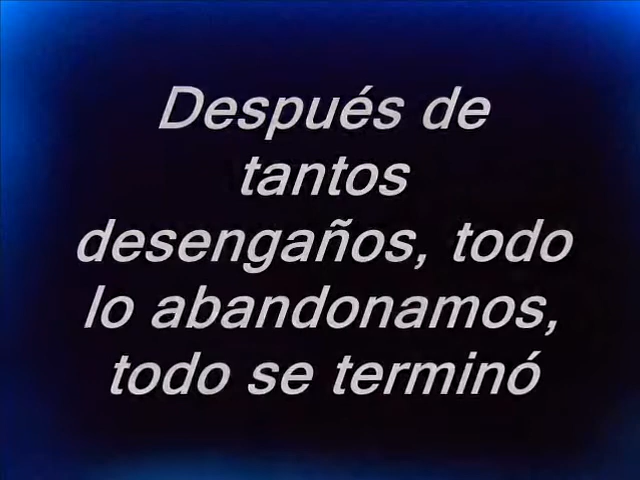 Después de
tantos
desengaños, todo
lo abandonamos,
todo se terminó